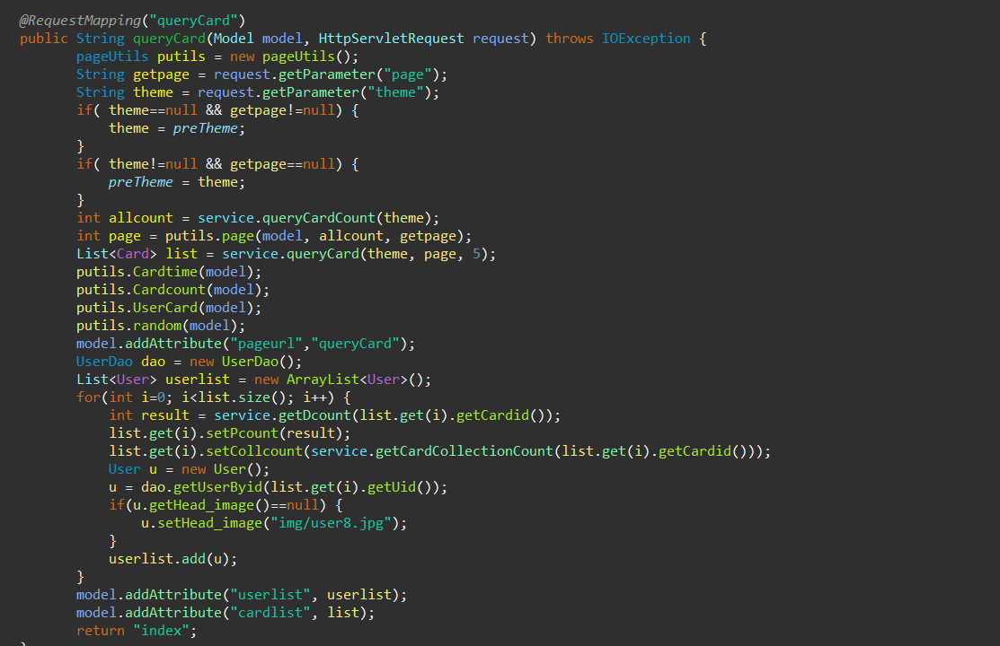 @RequestMapping("queryCard")
public String queryCard(Model model, HttpServletRequest request) throws IOException {
pageUtils putils = new pageUtils();
String getpage = request.getParameter("page");
String theme = request.getParameter("theme");
if( theme==null && getpage!=null) {
theme = preTheme;
}
if( theme!=null && getpage==null) {
preTheme = theme;
}
int allcount = service.queryCardCount(theme);
int page = putils.page(model, allcount, getpage);
List<Card> list = service.queryCard(theme, page, 5);
putils.Cardtime(model);
putils.Cardcount(model);
putils.UserCard(model);
putils.random(model);
model.addAttribute("pageurl","queryCard");
UserDao dao = new UserDao();
List<User> userlist = new ArrayList<User>();
for(int i=0; i<list.size(); i++) {
int result = service.getDcount(list.get(i).getCardid());
list.get(i).setPcount(result);
list.get(i).setCollcount(service.getCardCollectionCount(list.get(i).getCardid()));
User u = new User();
u = dao.getUserByid(list.get(i).getUid());
if(u.getHead_image()==null) {
u.setHead_image("img/user8.jpg");
}
userlist.add(u);
}
model.addAttribute("userlist", userlist);
model.addAttribute("cardlist", list);
return "index";